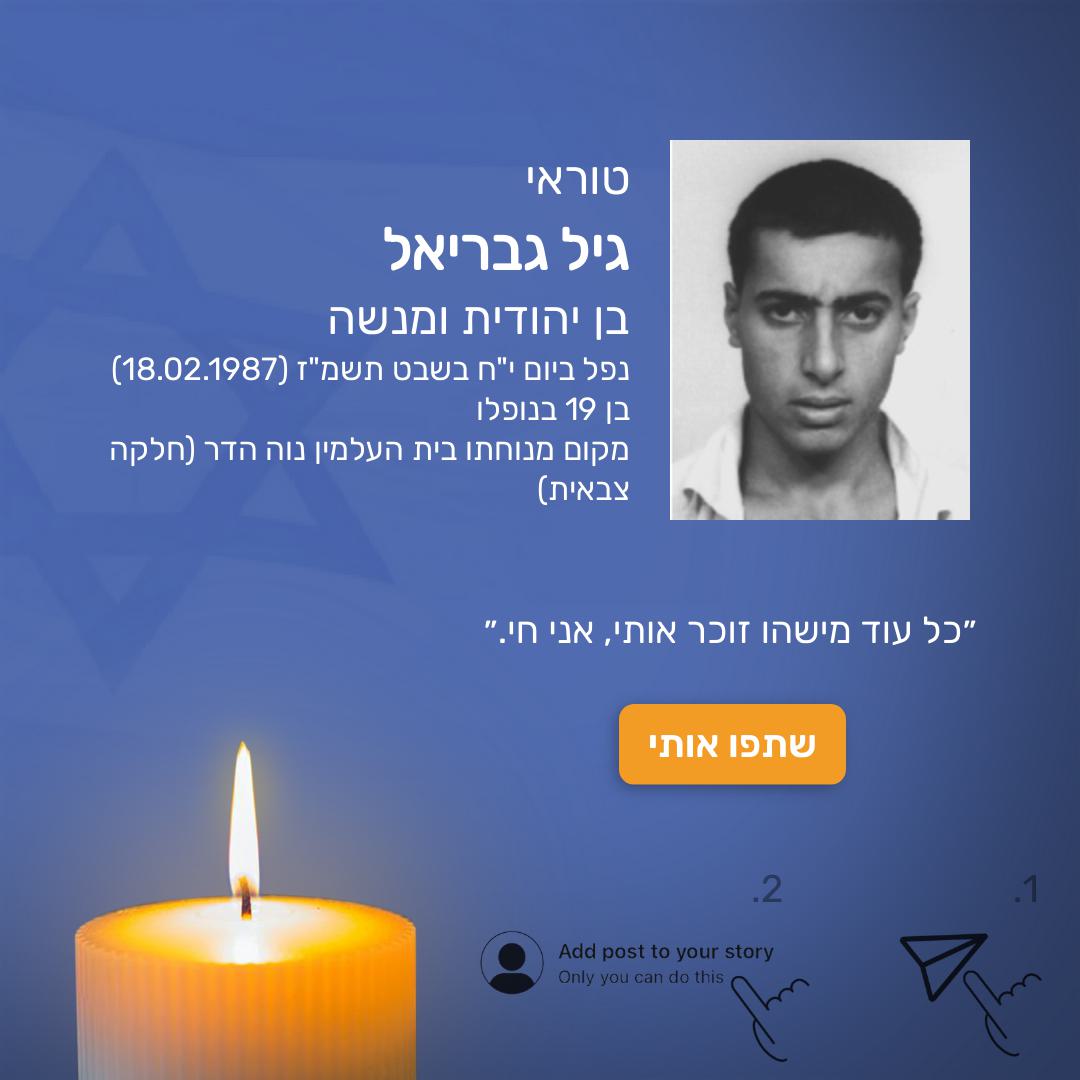 טוראי
גיל גבריאל
בן יהודית ומנשה
נפל ביום י"ח בשבט תשמ"ז (18.02.1987)
בן 19 בנופלו
מקום מנוחתו בית העלמין נוה הדר (חלקה
צבאית)
״כל עוד מישהו זוכר אותי, אני חי.״
שתפו אותי
.1
.2
Add post to your story
Only you can do this